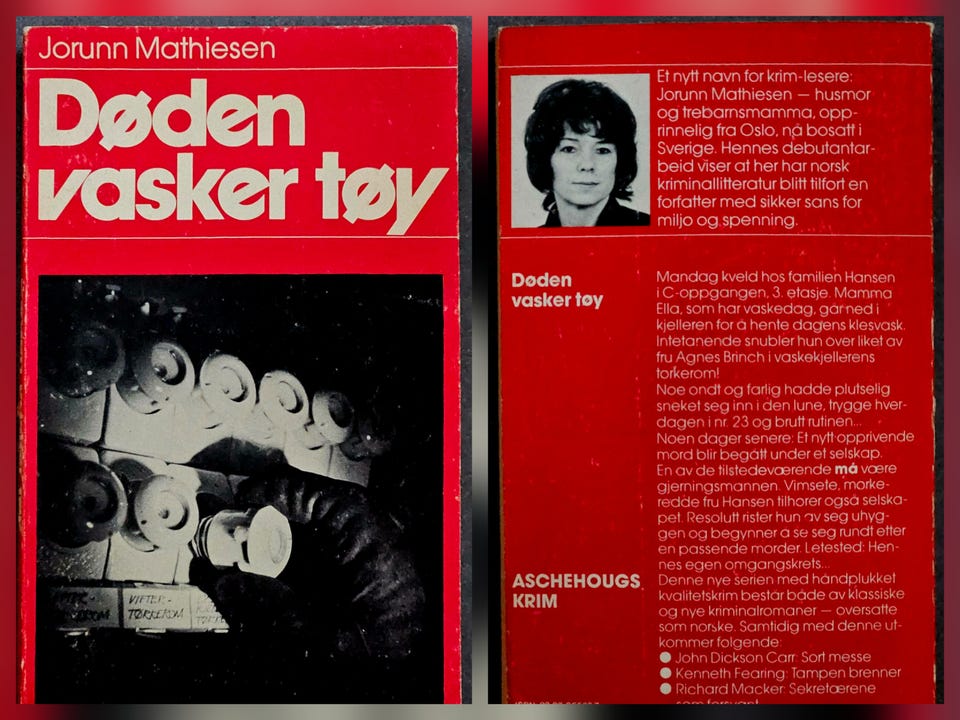 Jorunn Mathiesen
Døden
vasker tøy
VIFTER-
TØRKEROM
Et nytt navn for krim-lesere:
Jorunn Mathiesen — husmor
og trebarnsmamma, opp-
rinnelig fra Oslo, nå bosatt i
Sverige. Hennes debutantar-
beid viser at her har norsk
kriminallitteratur blitt tilført en
forfatter med sikker sans for
miljø og spenning.
Døden
vasker tøy
Mandag kveld hos familien Hansen
i C-oppgangen, 3. etasje. Mamma
Ella, som har vaskedag, går ned i
kjelleren for å hente dagens klesvask.
Intetanende snubler hun over liket av
fru Agnes Brinch i vaskekjellerens
tørkerom!
Noe ondt og farlig hadde plutselig
sneket seg inn i den lune, trygge hver-
dagen i nr. 23 og brutt rutinen...
Noen dager senere: Et nytt opprivende
mord blir begått under et selskap.
En av de tilstedeværende må være
gjerningsmannen. Vimsete, mørke-
redde fru Hansen tilhører også selska-
pet. Resolutt rister hun av seg uhyg-
gen og begynner å se seg rundt etter
en passende morder. Letested: Hen-
nes egen omgangskrets...
ASCHEHOUGS
KRIM
Denne nye serien med håndplukket
kvalitetskrim består både av klassiske
og nye kriminalromaner — oversatte
som norske. Samtidig med denne ut-
kommer følgende:
● John Dickson Carr: Sort messe
● Kenneth Fearing: Tampen brenner
● Richard Macker: Sekretærene
som forsvant